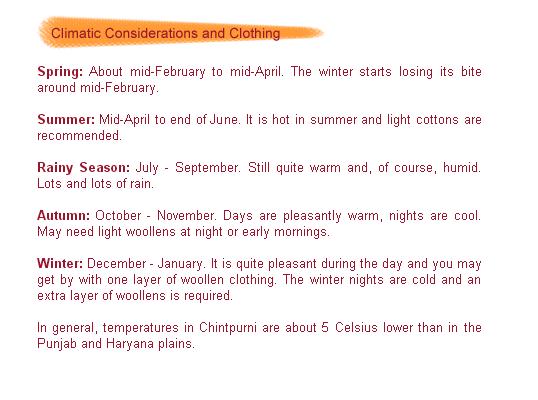 Climatic Considerations and Clothing
Spring: About mid-February to mid-April. The winter starts losing its bite
around mid-February.
Summer: Mid-April to end of June. It is hot in summer and light cottons are
recommended.
Rainy Season: July - September. Still quite warm and, of course, humid.
Lots and lots of rain.
Autumn: October - November. Days are pleasantly warm, nights are cool.
May need light woollens at night or early mornings.
Winter: December - January. It is quite pleasant during the day and you may
get by with one layer of woollen clothing. The winter nights are cold and an
extra layer of woollens is required.
In general, temperatures in Chintpurni are about 5 Celsius lower than in the
Punjab and Haryana plains.